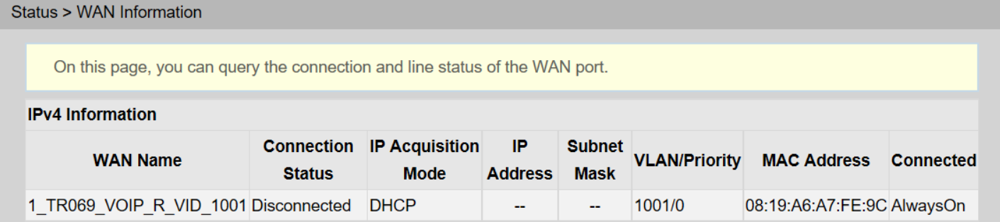 Status > WAN Information
On this page, you can query the connection and line status of the WAN port.
IPv4 Information
WAN Name Connection Status IP Acquisition Mode IP Address Subnet Mask VLAN/Priority MAC Address Connected
1_TR069_VOIP_R_VID_1001 Disconnected DHCP -- -- 1001/0 08:19:A6:A7:FE:9C AlwaysOn